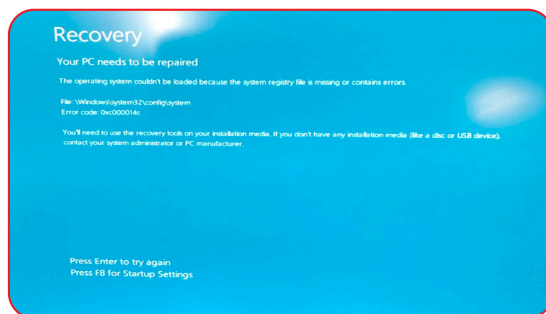 Recovery
Your PC needs to be repaired
The operating system couldn't be loaded because the system registry file is missing or contains errors.
File: \Windows\system32\config\system
Error code: 0xc000014c
You'll need to use the recovery tools on your installation media. If you don't have any installation media (like a disc or USB device),
contact your system administrator or PC manufacturer.
Press Enter to try again
Press F8 for Startup Settings